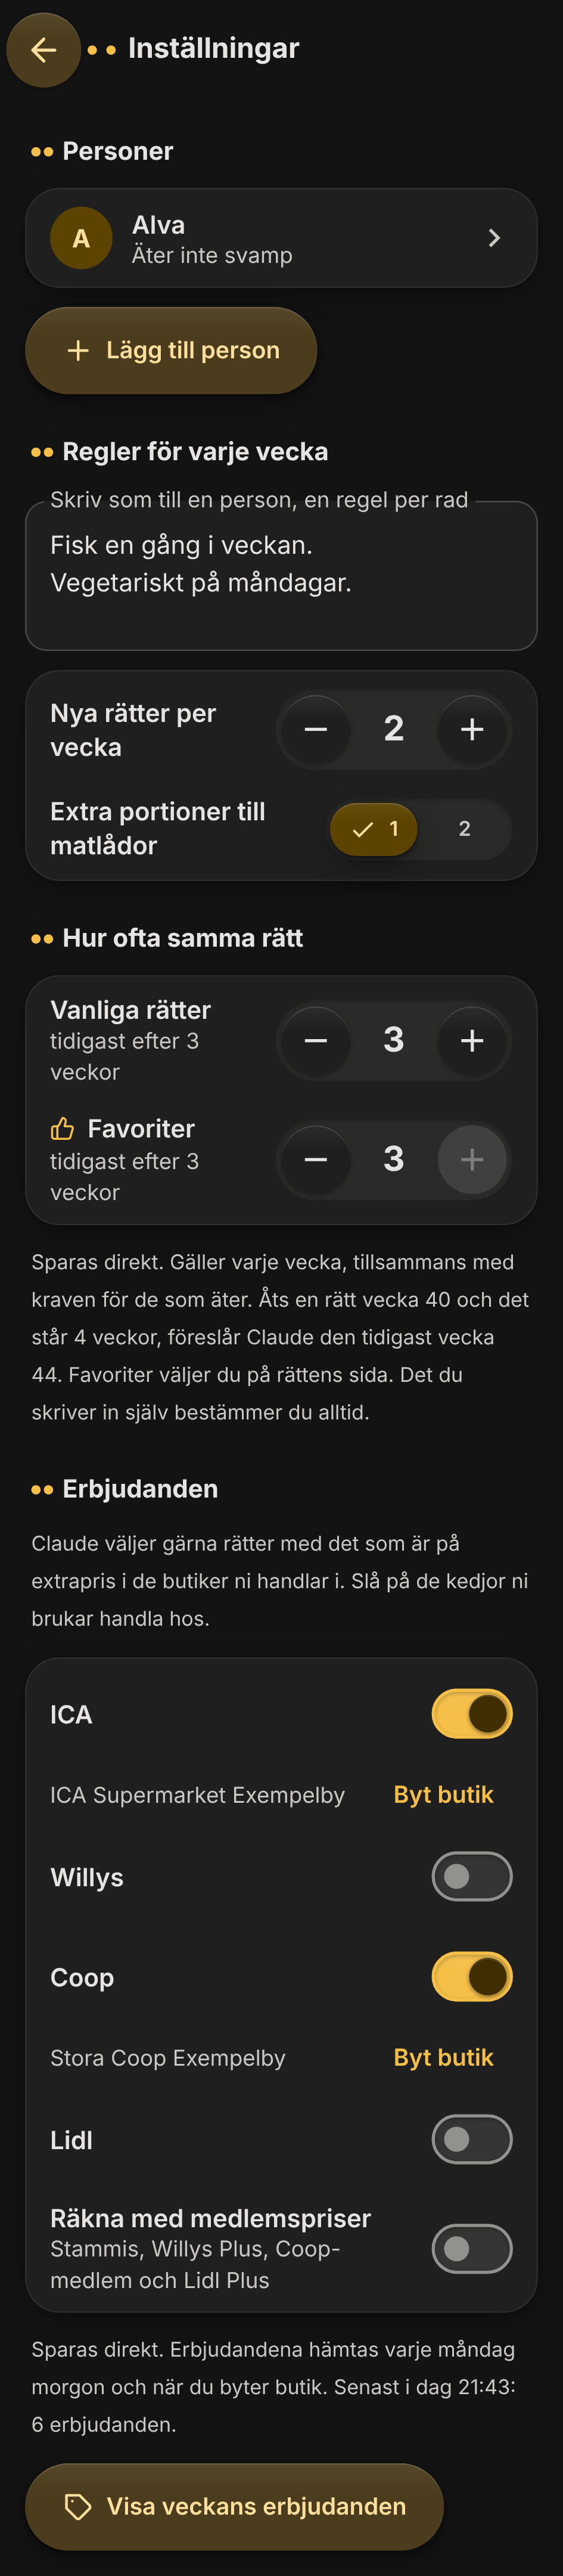 Inställningar
Personer
A
Alva
Äter inte svamp
Lägg till person
Regler för varje vecka
Skriv som till en person, en regel per rad
Fisk en gång i veckan.
Vegetariskt på måndagar.
Nya rätter per
vecka
2
Extra portioner till
matlådor
1
2
Hur ofta samma rätt
Vanliga rätter
tidigast efter 3
veckor
3
Favoriter
tidigast efter 3
veckor
3
Sparas direkt. Gäller varje vecka, tillsammans med
kraven för de som äter. Åts en rätt vecka 40 och det
står 4 veckor, föreslår Claude den tidigast vecka
44. Favoriter väljer du på rättens sida. Det du
skriver in själv bestämmer du alltid.
Erbjudanden
Claude väljer gärna rätter med det som är på
extrapris i de butiker ni handlar i. Slå på de kedjor ni
brukar handla hos.
ICA
ICA Supermarket Exempelby
Byt butik
Willys
Coop
Stora Coop Exempelby
Byt butik
Lidl
Räkna med medlemspriser
Stammis, Willys Plus, Coop-
medlem och Lidl Plus
Sparas direkt. Erbjudandena hämtas varje måndag
morgon och när du byter butik. Senast i dag 21:43:
6 erbjudanden.
Visa veckans erbjudanden